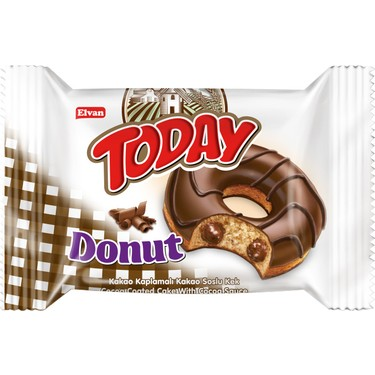 Elvan
TODAY
Donut
Kakao Kaplamalı Kakao Soslu Kek
Cocoa Coated Cake With Cocoa Sauce